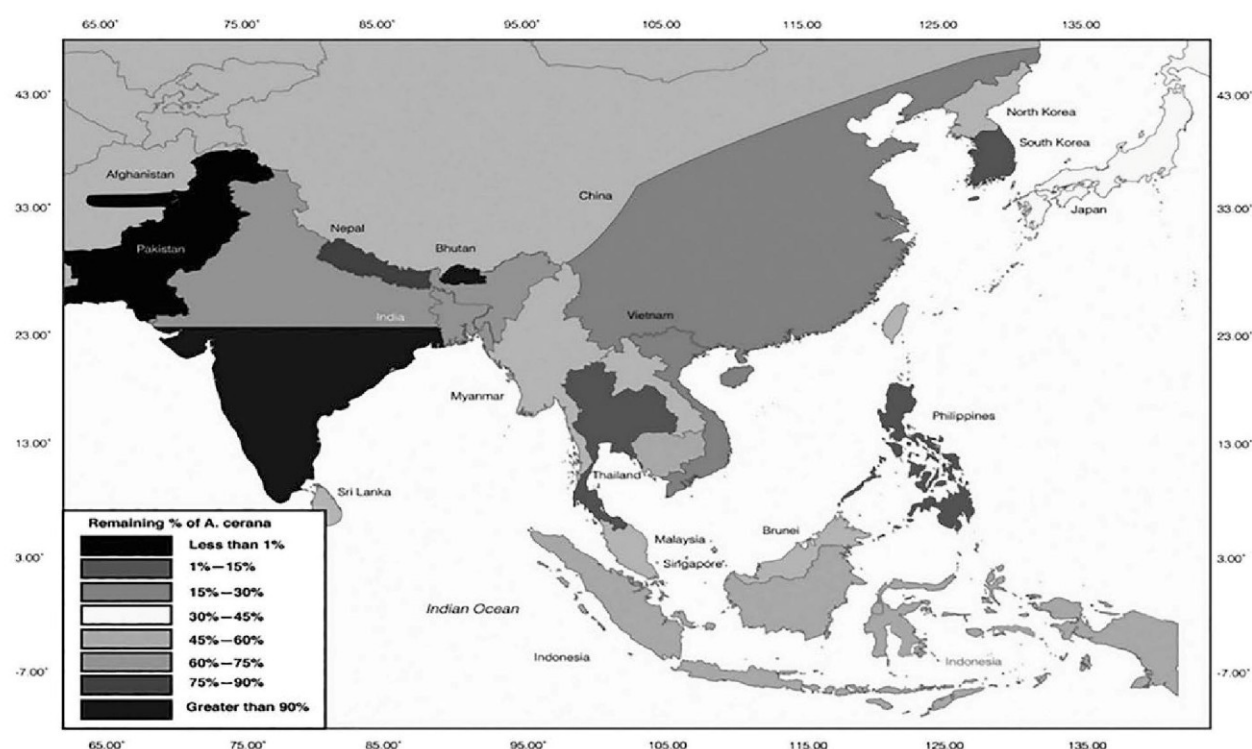 65.00° 75.00° 85.00° 95.00° 105.00° 115.00° 125.00° 135.00°
43.00° 43.00°
North Korea
South Korea
Afghanistan
China
33.00° 33.00°
Japan
Nepal
Bhutan
Pakistan
India
Vietnam
23.00° 23.00°
Myanmar
Philippines
13.00° 13.00°
Thailand
Sri Lanka
Remaining % of A. cerana
Less than 1%
1%—15%
15%—30%
30%—45%
45%—60%
60%—75%
75%—90%
Greater than 90%
Brunei
Malaysia
Singapore
3.00° 3.00°
Indian Ocean
Indonesia
Indonesia
-7.00° -7.00°
65.00° 75.00° 85.00° 95.00° 105.00° 115.00° 125.00° 135.00°